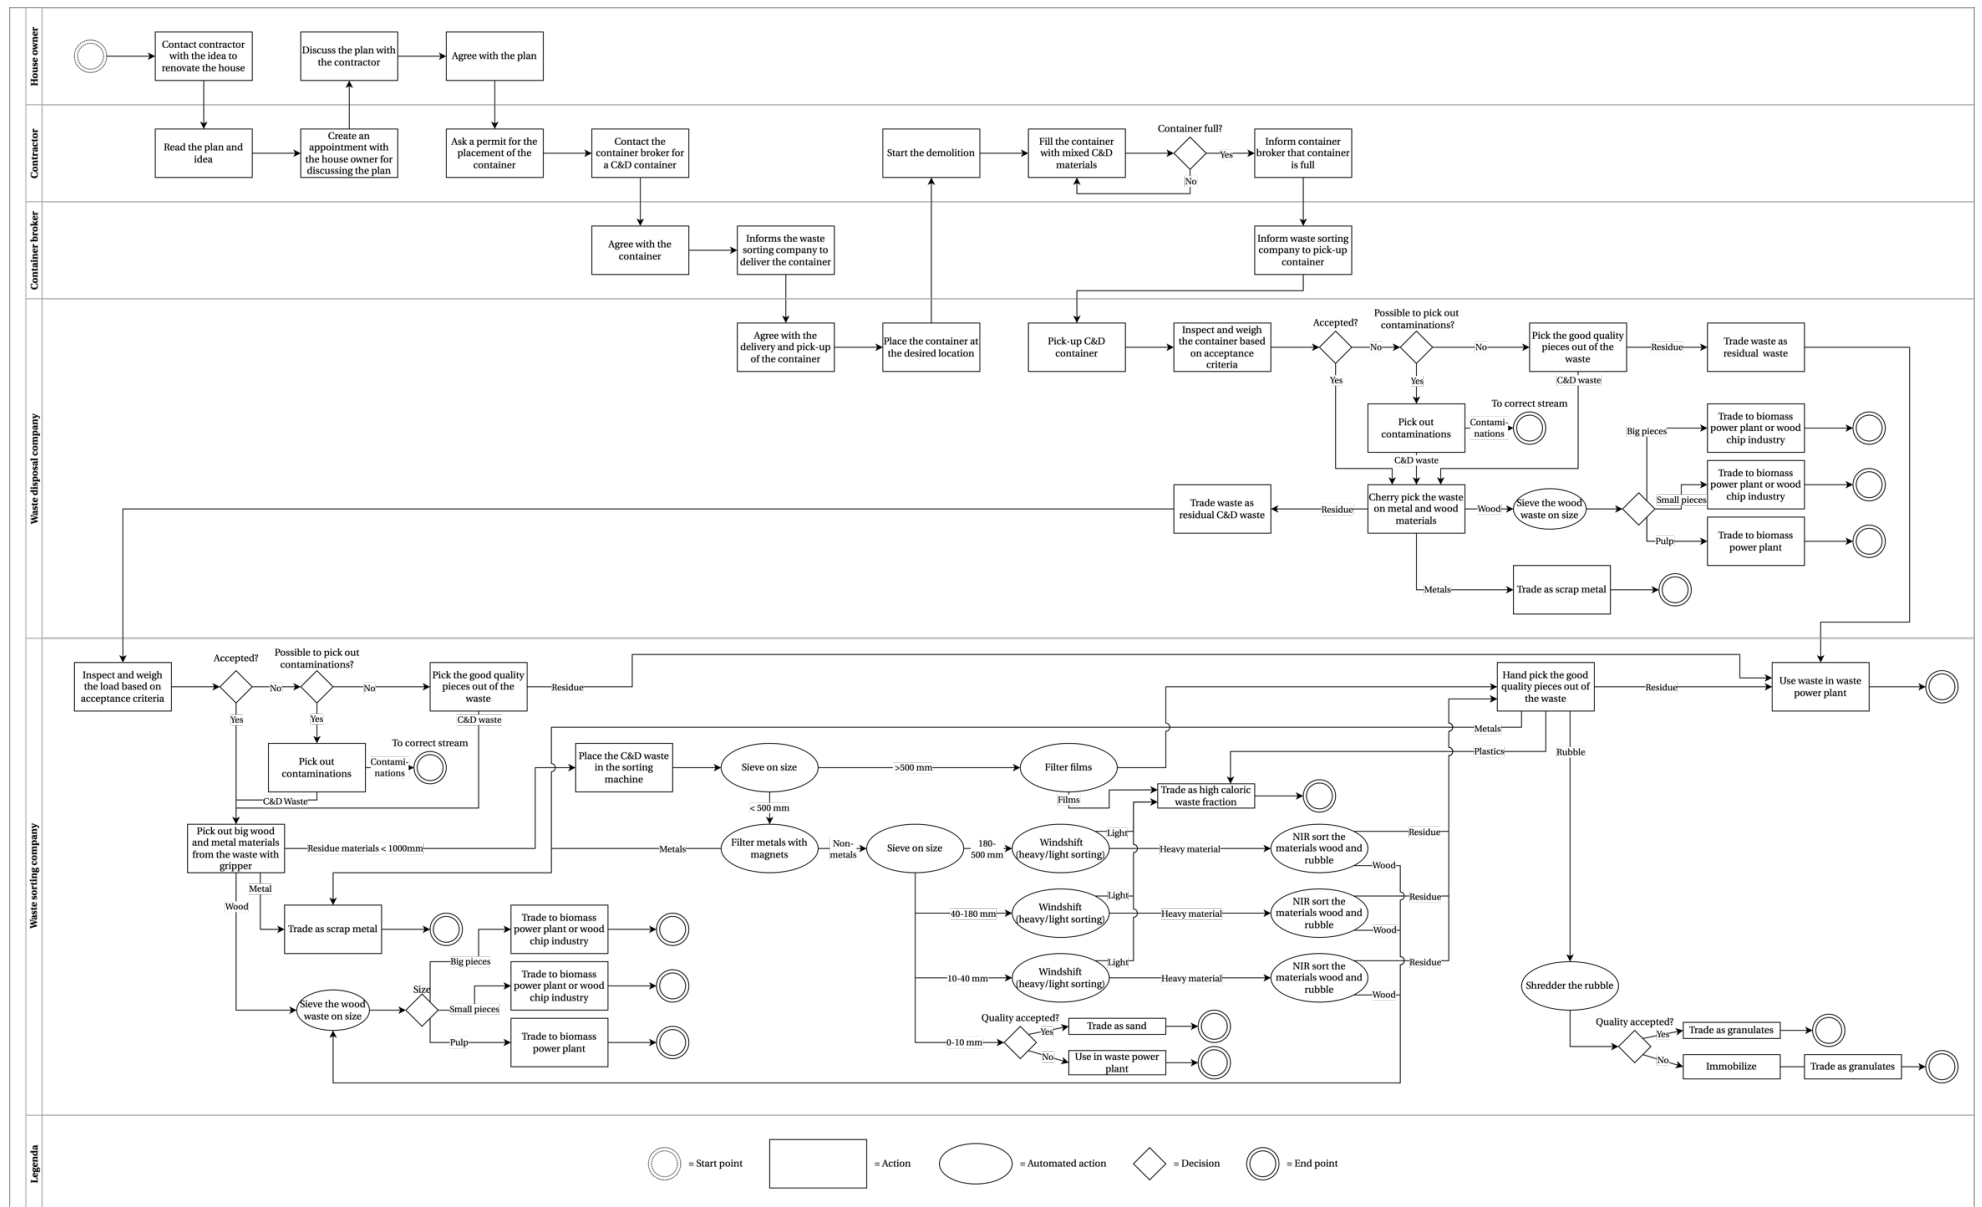 House owner
Contact contractor
with the idea to
renovate the house
Discuss the plan with
the contractor
Agree with the plan
Contractor
Read the plan and
idea
Create an
appointment with
the house owner for
discussing the plan
Ask a permit for the
placement of the
container
Contact the
container broker for
a C&D container
Start the demolition
Fill the container
with mixed C&D
materials
Container full?
Yes
No
Inform container
broker that container
is full
Container broker
Agree with the
container
Informs the waste
sorting company to
deliver the container
Inform waste sorting
company to pick-up
container
Waste disposal company
Agree with the
delivery and pick-up
of the container
Place the container at
the desired location
Pick-up C&D
container
Inspect and weigh
the container based
on acceptance
criteria
Accepted?
No
Yes
Possible to pick out
contaminations?
No
Yes
Pick the good quality
pieces out of the
waste
Residue
C&D waste
Trade waste as
residual waste
Pick out
contaminations
Contami-
nations
To correct stream
C&D waste
Trade waste as
residual C&D waste
Residue
Cherry pick the waste
on metal and wood
materials
Wood
Sieve the wood
waste on size
Big pieces
Trade to biomass
power plant or wood
chip industry
Small pieces
Trade to biomass
power plant or wood
chip industry
Pulp
Trade to biomass
power plant
Metals
Trade as scrap metal
Waste sorting company
Inspect and weigh
the load based on
acceptance criteria
Accepted?
No
Yes
Possible to pick out
contaminations?
No
Yes
Pick the good quality
pieces out of the
waste
Residue
C&D waste
Pick out
contaminations
Contami-
nations
To correct stream
C&D Waste
Pick out big wood
and metal materials
from the waste with
gripper
Residue materials < 1000mm
Metal
Wood
Trade as scrap metal
Sieve the wood
waste on size
Size
Big pieces
Trade to biomass
power plant or wood
chip industry
Small pieces
Trade to biomass
power plant or wood
chip industry
Pulp
Trade to biomass
power plant
Place the C&D waste
in the sorting
machine
Sieve on size
>500 mm
< 500 mm
Filter films
Films
Trade as high caloric
waste fraction
Metals
Filter metals with
magnets
Non-
metals
Sieve on size
180-
500 mm
Windshift
(heavy/light sorting)
Light
Heavy material
NIR sort the
materials wood and
rubble
Residue
Wood
40-180 mm
Windshift
(heavy/light sorting)
Light
Heavy material
NIR sort the
materials wood and
rubble
Residue
Wood
10-40 mm
Windshift
(heavy/light sorting)
Light
Heavy material
NIR sort the
materials wood and
rubble
Residue
Wood
0-10 mm
Quality accepted?
Yes
Trade as sand
No
Use in waste power
plant
Hand pick the good
quality pieces out of
the waste
Residue
Metals
Plastics
Rubble
Use waste in waste
power plant
Shredder the rubble
Quality accepted?
Yes
Trade as granulates
No
Immobilize
Trade as granulates
Legenda
= Start point
= Action
= Automated action
= Decision
= End point